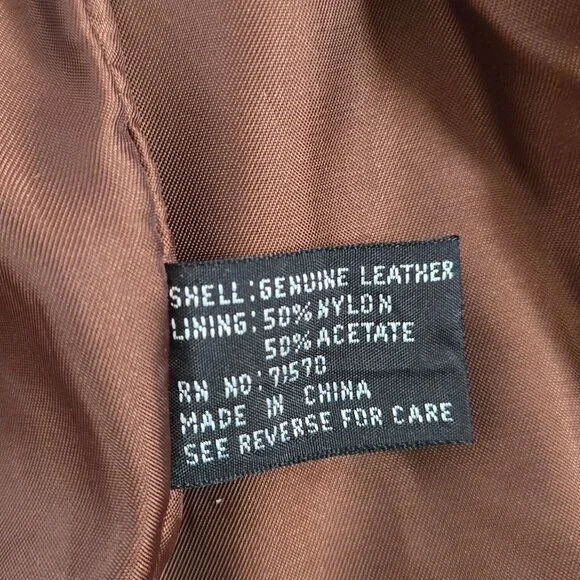 SHELL: GENUINE LEATHER
LINING: 50% NYLON
50% ACETATE
RN NO: 71570
MADE IN CHINA
SEE REVERSE FOR CARE